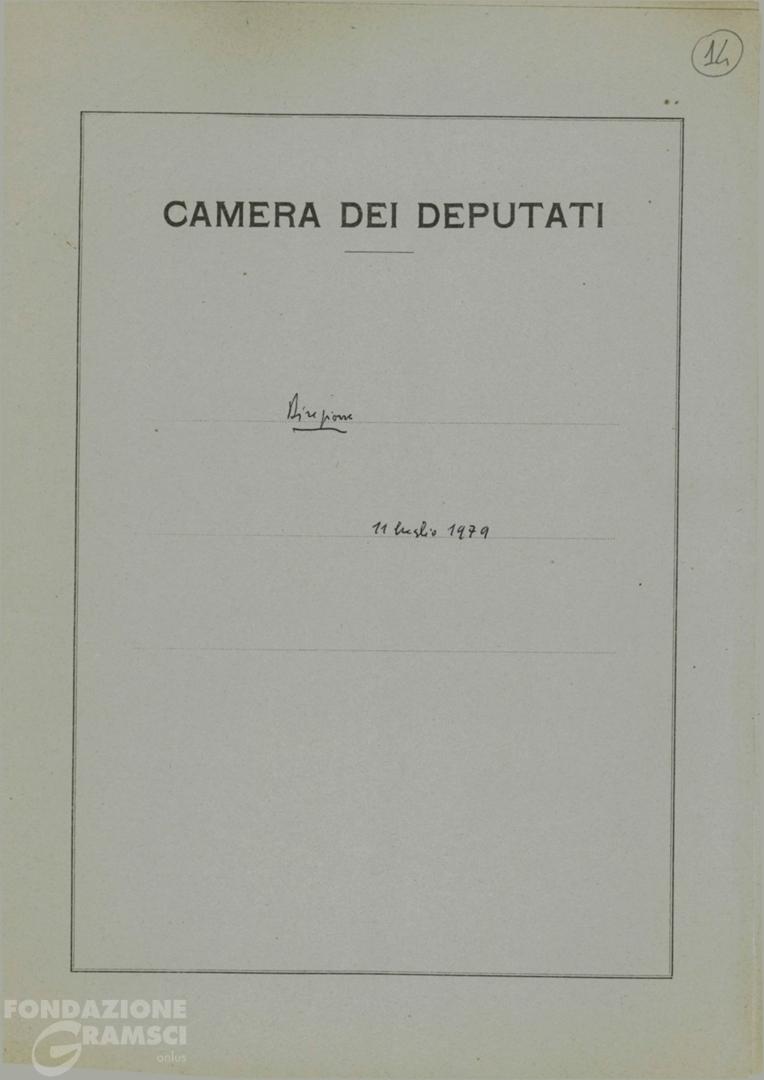 14
CAMERA DEI DEPUTATI
Direzione
11 luglio 1979
FONDAZIONE
GRAMSCI
onlus